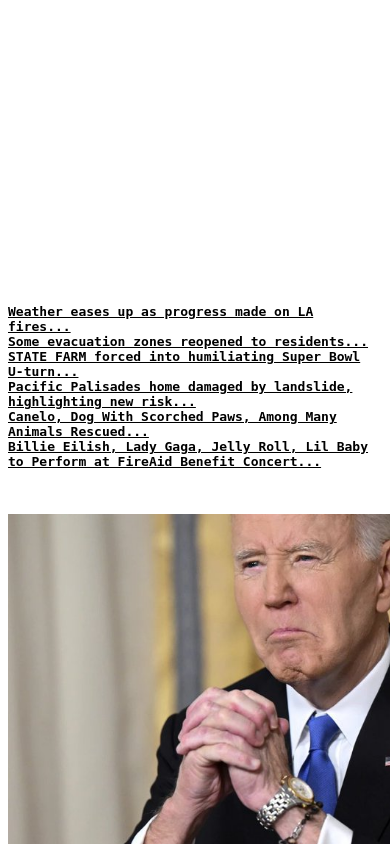 Weather eases up as progress made on LA
fires...
Some evacuation zones reopened to residents...
STATE FARM forced into humiliating Super Bowl
U-turn...
Pacific Palisades home damaged by landslide,
highlighting new risk...
Canelo, Dog With Scorched Paws, Among Many
Animals Rescued...
Billie Eilish, Lady Gaga, Jelly Roll, Lil Baby
to Perform at FireAid Benefit Concert...